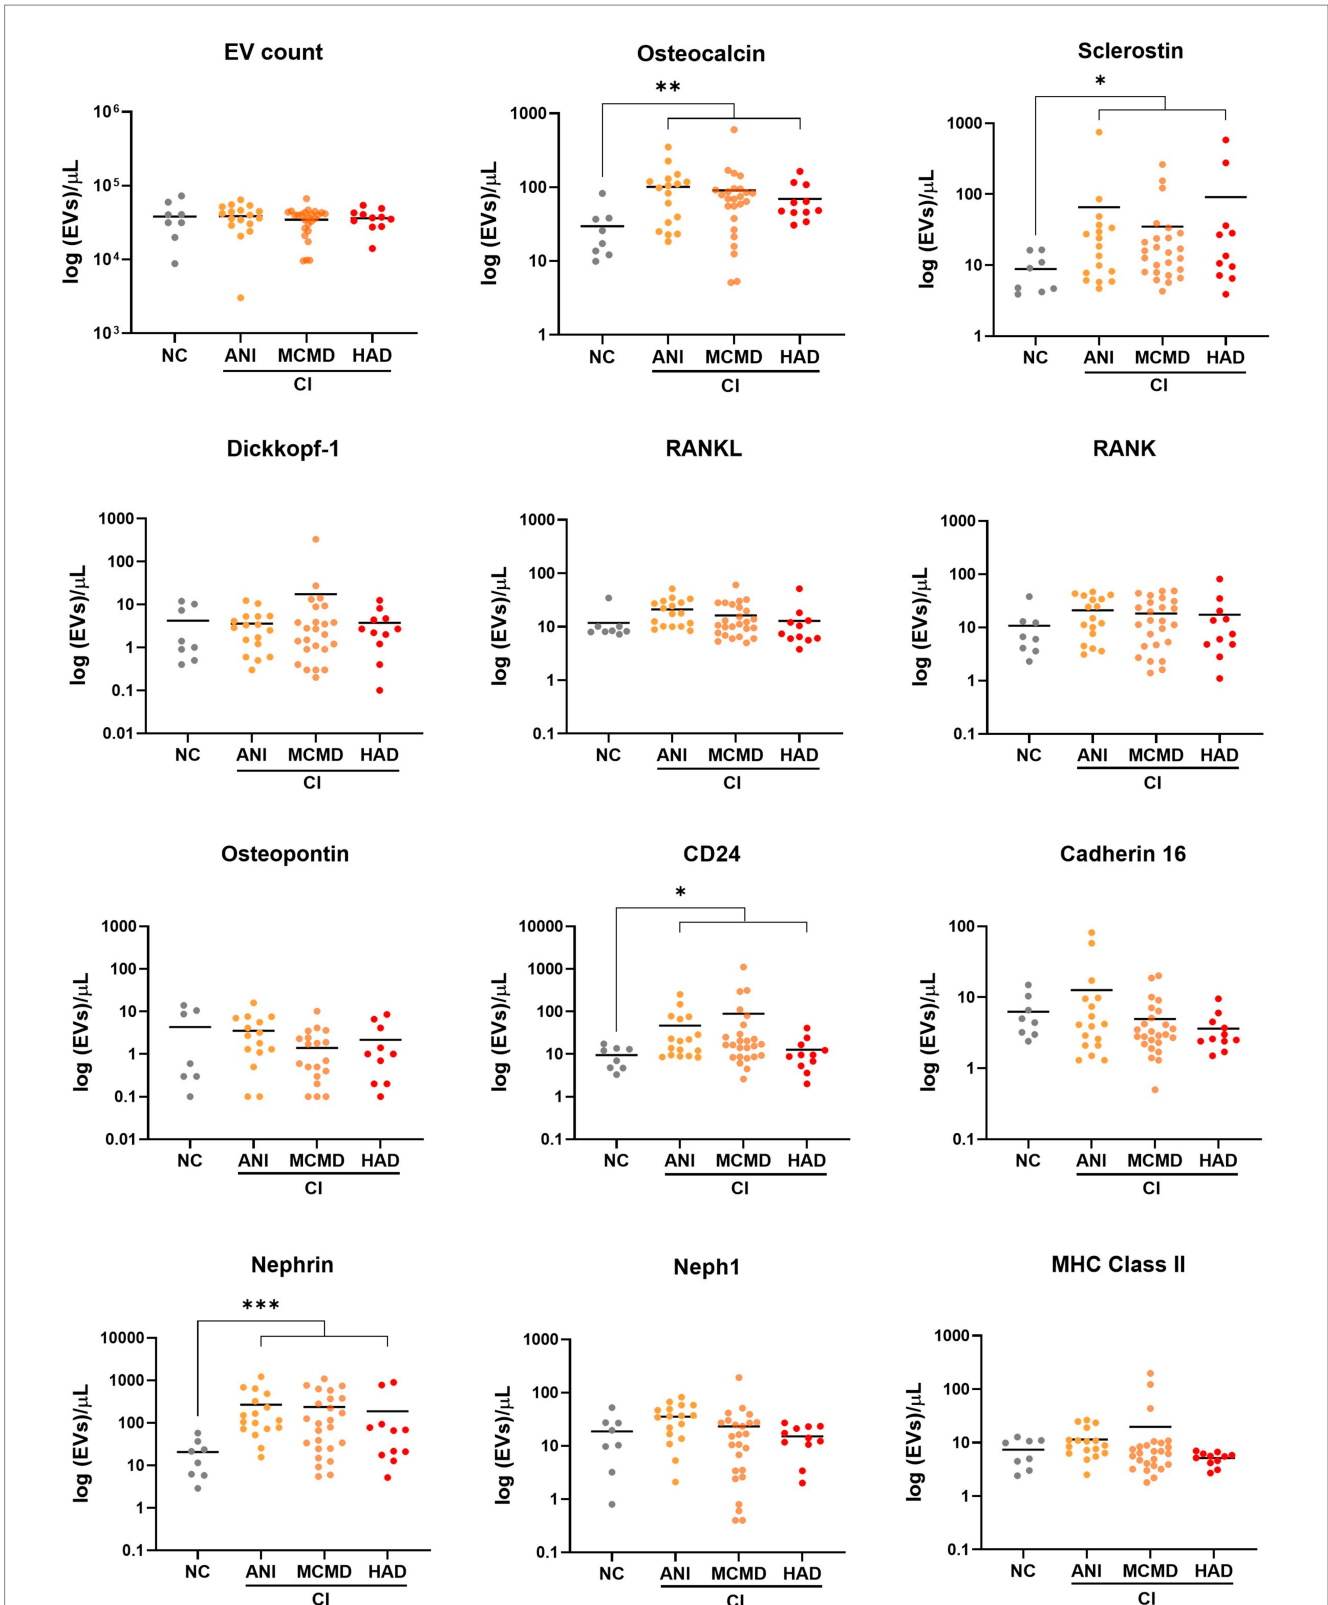 EV count
log (EVs)/μL
10⁶
10⁵
10⁴
10³
NC ANI MCMD HAD
CI
Osteocalcin
**
log (EVs)/μL
1000
100
10
1
NC ANI MCMD HAD
CI
Sclerostin
*
log (EVs)/μL
1000
100
10
1
NC ANI MCMD HAD
CI
Dickkopf-1
log (EVs)/μL
1000
100
10
1
0.1
0.01
NC ANI MCMD HAD
CI
RANKL
log (EVs)/μL
1000
100
10
1
0.1
NC ANI MCMD HAD
CI
RANK
log (EVs)/μL
1000
100
10
1
0.1
NC ANI MCMD HAD
CI
Osteopontin
log (EVs)/μL
1000
100
10
1
0.1
0.01
NC ANI MCMD HAD
CI
CD24
*
log (EVs)/μL
10000
1000
100
10
1
0.1
NC ANI MCMD HAD
CI
Cadherin 16
log (EVs)/μL
100
10
1
0.1
NC ANI MCMD HAD
CI
Nephrin
***
log (EVs)/μL
10000
1000
100
10
1
0.1
NC ANI MCMD HAD
CI
Neph1
log (EVs)/μL
1000
100
10
1
0.1
NC ANI MCMD HAD
CI
MHC Class II
log (EVs)/μL
1000
100
10
1
0.1
NC ANI MCMD HAD
CI